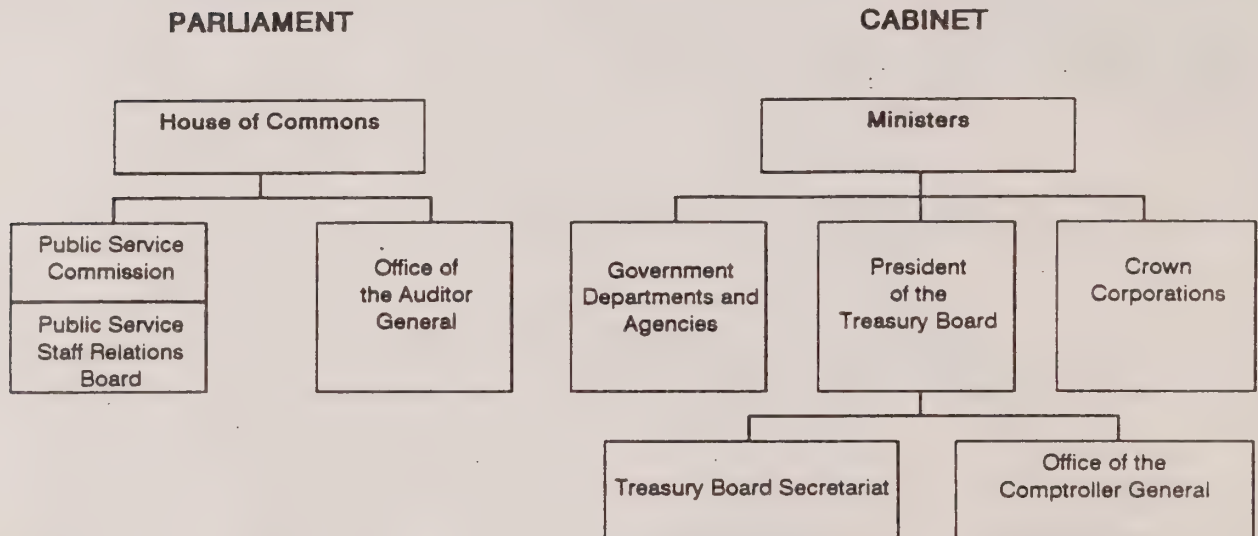 PARLIAMENT
House of Commons
Public Service
Commission
Public Service
Staff Relations
Board
Office of
the Auditor
General
CABINET
Ministers
Government
Departments and
Agencies
President
of the
Treasury Board
Crown
Corporations
Treasury Board Secretariat
Office of the
Comptroller General